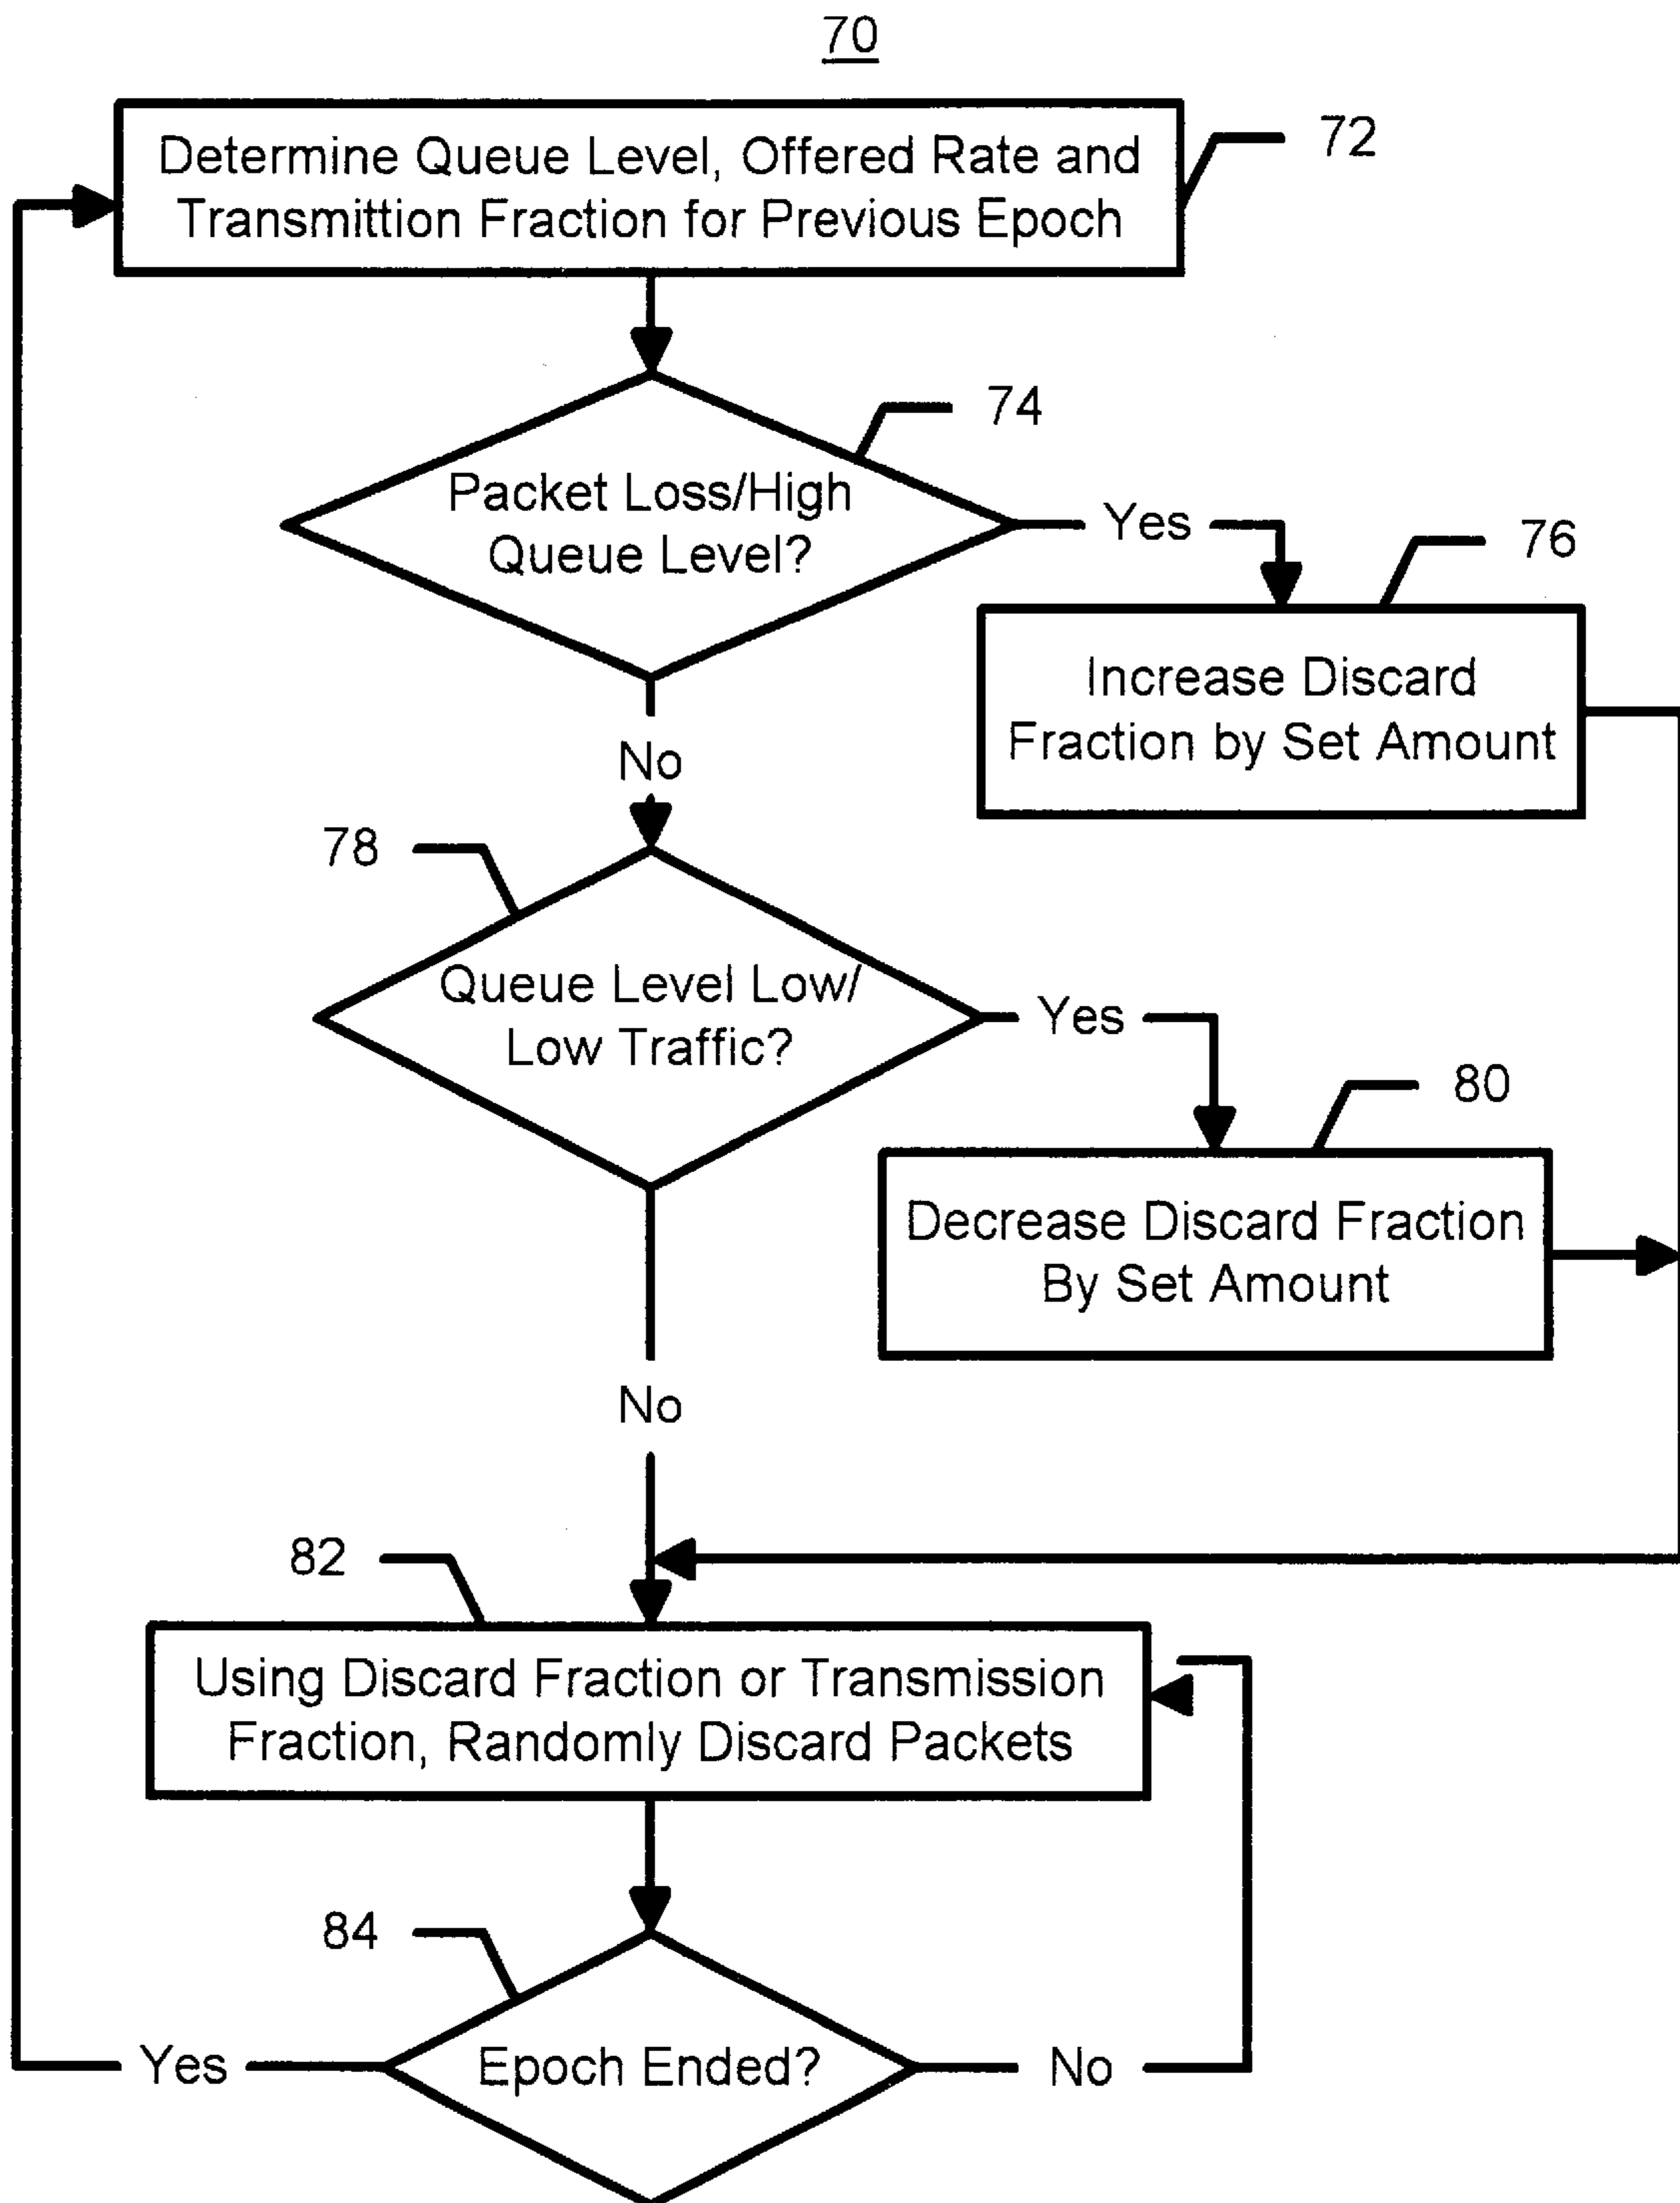 70
Determine Queue Level, Offered Rate and
Transmittion Fraction for Previous Epoch
72
74
Packet Loss/High
Queue Level?
Yes
76
Increase Discard
Fraction by Set Amount
No
78
Queue Level Low/
Low Traffic?
Yes
80
Decrease Discard Fraction
By Set Amount
No
82
Using Discard Fraction or Transmission
Fraction, Randomly Discard Packets
84
Yes
Epoch Ended?
No